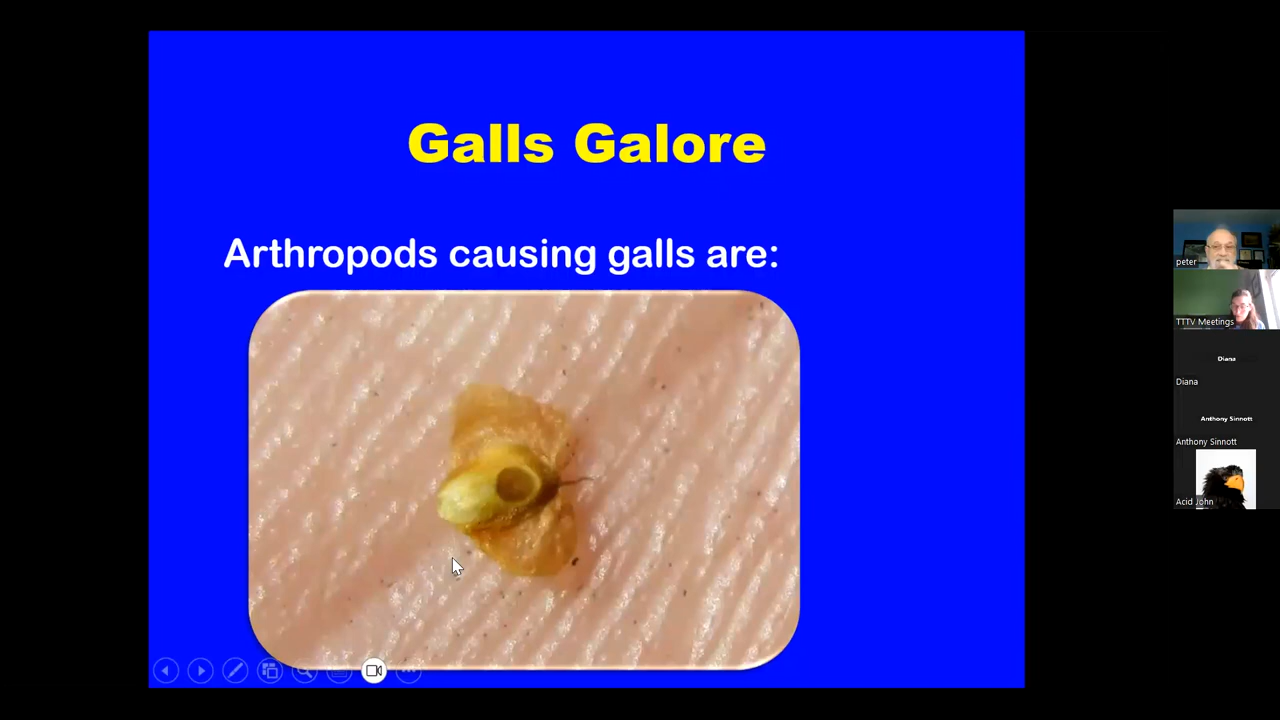 Galls Galore
Arthropods causing galls are:
peter
TTTV Meetings
Diana
Diana
Anthony Sinnott
Anthony Sinnott
Acid John